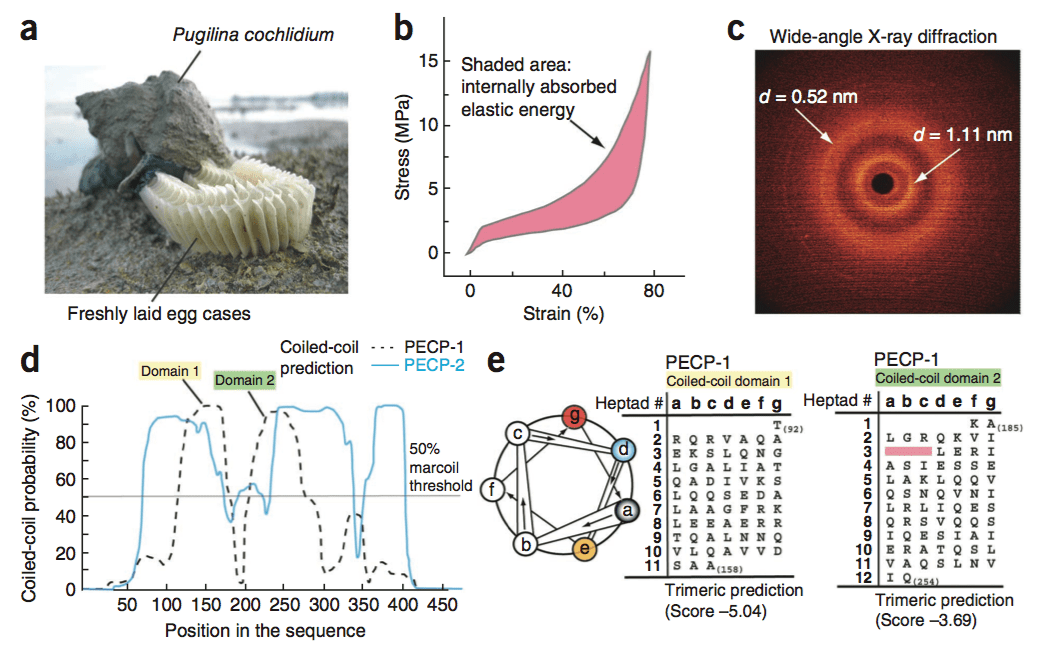 a
Pugilina cochlidium
Freshly laid egg cases
b
Shaded area:
internally absorbed
elastic energy
Stress (MPa)
15
10
5
0
0 40 80
Strain (%)
c
Wide-angle X-ray diffraction
d = 0.52 nm
d = 1.11 nm
d
Coiled-coil prediction
PECP-1
PECP-2
Domain 1
Domain 2
Coiled-coil probability (%)
100
80
60
40
20
0
50%
marcoil
threshold
50 100 150 200 250 300 350 400 450
Position in the sequence
e
g
c
d
f
a
b
e
PECP-1
Coiled-coil domain 1
Heptad # a b c d e f g
1 T(92)
2 R Q R V A Q A
3 E K S L Q N G
4 L G A L I A T
5 Q A D I V K S
6 L Q Q S E D A
7 L A A G F R K
8 L E E A E R R
9 T Q A L N N Q
10 V L Q A V V D
11 S A A(158)
Trimeric prediction
(Score –5.04)
PECP-1
Coiled-coil domain 2
Heptad # a b c d e f g
1 K A(185)
2 L G R Q K V I
3 L E R I
4 A S I E S S E
5 L A K L Q Q V
6 Q S N Q V N I
7 L R L I Q E S
8 Q R S V Q Q S
9 I Q E S I A N
10 E R A T Q S L
11 V A Q S L N V
12 I Q(254)
Trimeric prediction
(Score –3.69)